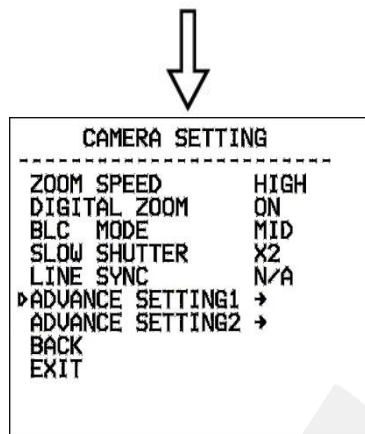 CAMERA SETTING
ZOOM SPEED HIGH
DIGITAL ZOOM ON
BLC MODE MID
SLOW SHUTTER X2
LINE SYNC N/A
ADVANCE SETTING1 →
ADVANCE SETTING2 →
BACK
EXIT